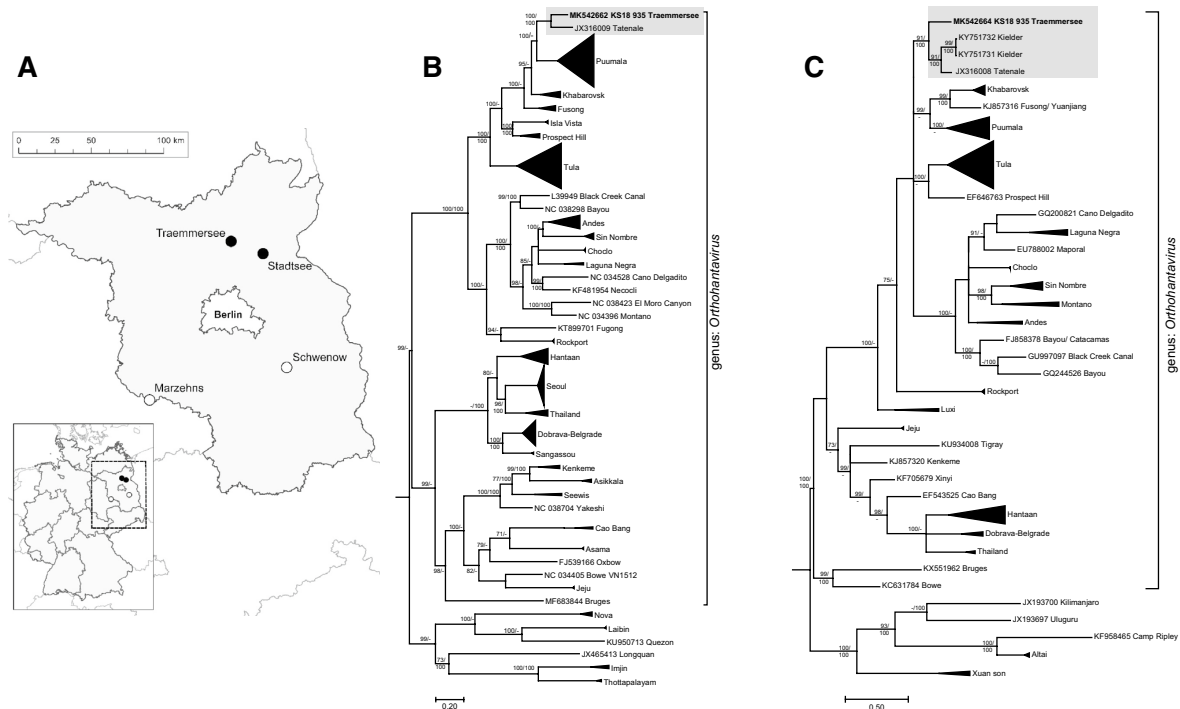 A
0 25 50 100 km
Traemmersee
Stadtsee
Berlin
Schwenow
Marzehns
B
MK542662 KS18 935 Traemmersee
JX316009 Tatenale
Puumala
Khabarovsk
Fusong
Isla Vista
Prospect Hill
Tula
L39949 Black Creek Canal
NC 038298 Bayou
Andes
Sin Nombre
Choclo
Laguna Negra
NC 034528 Cano Delgadito
KF481954 Necocli
NC 038423 El Moro Canyon
NC 034396 Montano
KT899701 Fugong
Rockport
Hantaan
Seoul
Thailand
Dobrava-Belgrade
Sangassou
Kenkeme
Asikkala
Seewis
NC 038704 Yakeshi
Cao Bang
Asama
FJ539166 Oxbow
NC 034405 Bowe VN1512
Jeju
MF683844 Bruges
Nova
Laibin
KU950713 Quezon
JX465413 Longquan
Imjin
Thottapalayam
0.20
genus: Orthohantavirus
C
MK542664 KS18 935 Traemmersee
KY751732 Kielder
KY751731 Kielder
JX316008 Tatenale
Khabarovsk
KJ857316 Fusong/ Yuanjiang
Puumala
Tula
EF646763 Prospect Hill
GQ200821 Cano Delgadito
Laguna Negra
EU788002 Maporal
Choclo
Sin Nombre
Montano
Andes
FJ858378 Bayou/ Catacamas
GU997097 Black Creek Canal
GQ244526 Bayou
Rockport
Luxi
Jeju
KU934008 Tigray
KJ857320 Kenkeme
KF705679 Xinyi
EF543525 Cao Bang
Hantaan
Dobrava-Belgrade
Thailand
KX551962 Bruges
KC631784 Bowe
JX193700 Kilimanjaro
JX193697 Uluguru
KF958465 Camp Ripley
Altai
Xuan son
0.50
genus: Orthohantavirus